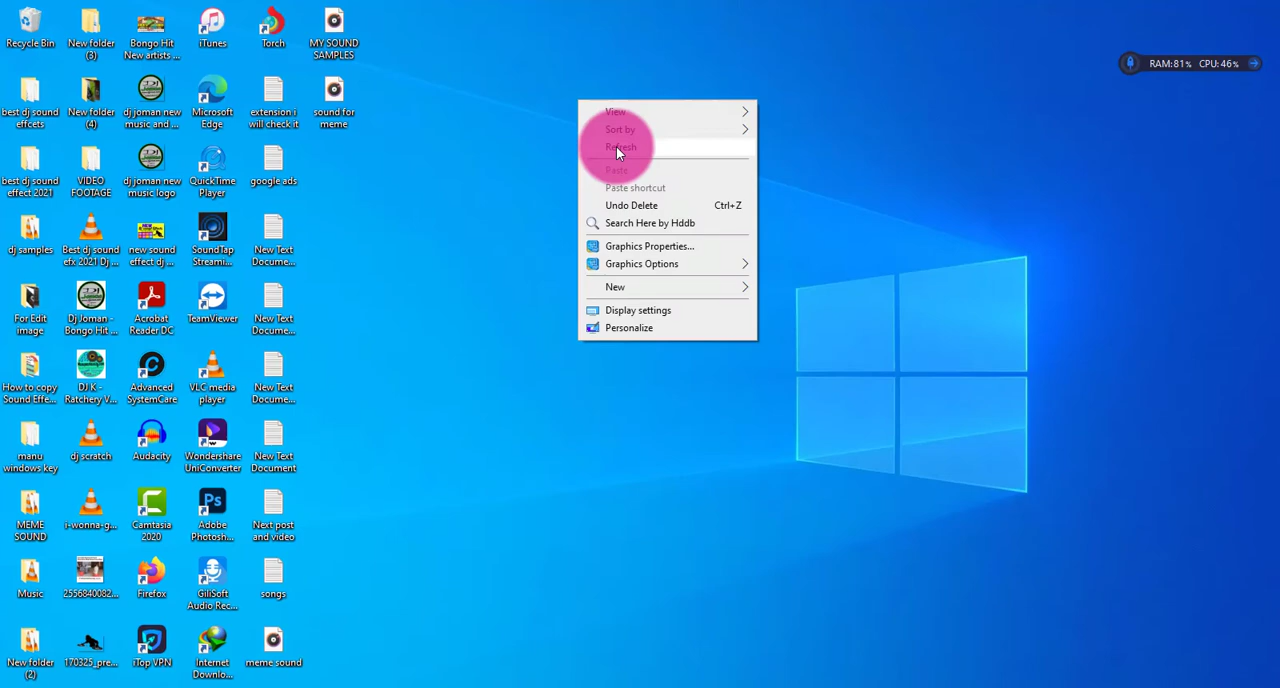 Recycle Bin
New folder
(3)
Bongo Hit
New artists ...
iTunes
Torch
MY SOUND
SAMPLES
best dj sound
effcets
New folder
(4)
dj joman new
music and...
Microsoft
Edge
extension i
will check it
sound for
meme
best dj sound
effect 2021
VIDEO
FOOTAGE
dj joman new
music logo
QuickTime
Player
google ads
dj samples
Best dj sound
efx 2021 Dj ...
new sound
effect dj ...
SoundTap
Streami...
New Text
Docume...
For Edit
image
Dj Joman -
Bongo Hit ...
Acrobat
Reader DC
TeamViewer
New Text
Docume...
How to copy
Sound Effe...
DJ K -
Ratchery V...
Advanced
SystemCare
VLC media
player
New Text
Docume...
manu
windows key
dj scratch
Audacity
Wondershare
UniConverter
New Text
Document
MEME
SOUND
i-wonna-g...
Camtasia
2020
Adobe
Photosh...
Next post
and video
Music
2556840082...
Firefox
GiliSoft
Audio Rec...
songs
New folder
(2)
170325_pre...
iTop VPN
Internet
Downlo...
meme sound
View
Sort by
Refresh
Paste
Paste shortcut
Undo Delete Ctrl+Z
Search Here by Hddb
Graphics Properties...
Graphics Options
New
Display settings
Personalize
RAM:81% CPU:46%